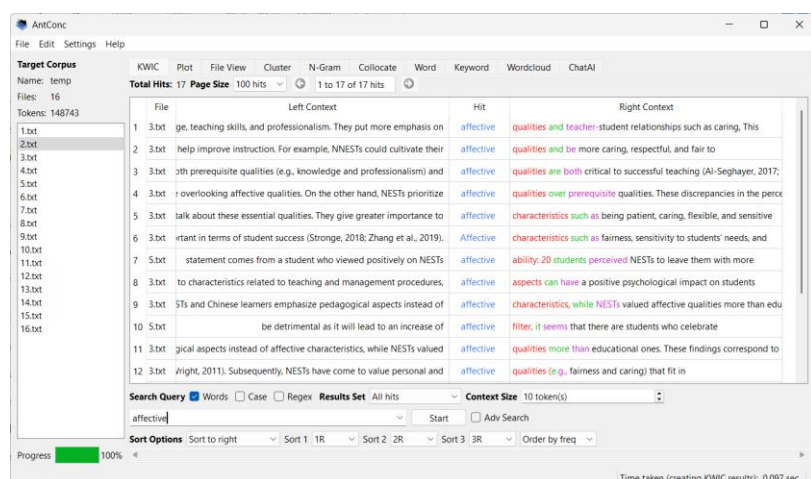 AntConc
File Edit Settings Help
Target Corpus
Name: temp
Files: 16
Tokens: 148743
1.txt
2.txt
3.txt
4.txt
5.txt
6.txt
7.txt
8.txt
9.txt
10.txt
11.txt
12.txt
13.txt
14.txt
15.txt
16.txt
Progress 100%
KWIC Plot File View Cluster N-Gram Collocate Word Keyword Wordcloud ChatAI
Total Hits: 17 Page Size 100 hits 1 to 17 of 17 hits
File Left Context Hit Right Context
1 3.txt ge, teaching skills, and professionalism. They put more emphasis on affective qualities and teacher-student relationships such as caring, This
2 3.txt help improve instruction. For example, NNESTs could cultivate their affective qualities and be more caring, respectful, and fair to
3 3.txt oth prerequisite qualities (e.g., knowledge and professionalism) and affective qualities are both critical to successful teaching (Al-Seghayer, 2017;
4 3.txt overlooking affective qualities. On the other hand, NESTs prioritize affective qualities over prerequisite qualities. These discrepancies in the perce
5 3.txt talk about these essential qualities. They give greater importance to affective characteristics such as being patient, caring, flexible, and sensitive
6 3.txt ortant in terms of student success (Stronge, 2018; Zhang et al., 2019). Affective characteristics such as fairness, sensitivity to students' needs, and
7 5.txt statement comes from a student who viewed positively on NESTs affective ability: 20 students perceived NESTs to leave them with more
8 3.txt to characteristics related to teaching and management procedures, affective aspects can have a positive psychological impact on students
9 3.txt STs and Chinese learners emphasize pedagogical aspects instead of affective characteristics, while NESTs valued affective qualities more than edu
10 5.txt be detrimental as it will lead to an increase of affective filter, it seems that there are students who celebrate
11 3.txt gical aspects instead of affective characteristics, while NESTs valued affective qualities more than educational ones. These findings correspond to
12 3.txt Wright, 2011). Subsequently, NESTs have come to value personal and affective qualities (e.g., fairness and caring) that fit in
Search Query Words Case Regex Results Set All hits Context Size 10 token(s)
affective Start Adv Search
Sort Options Sort to right Sort 1 1R Sort 2 2R Sort 3 3R Order by freq
Time taken (creating KWIC results): 0.097 sec